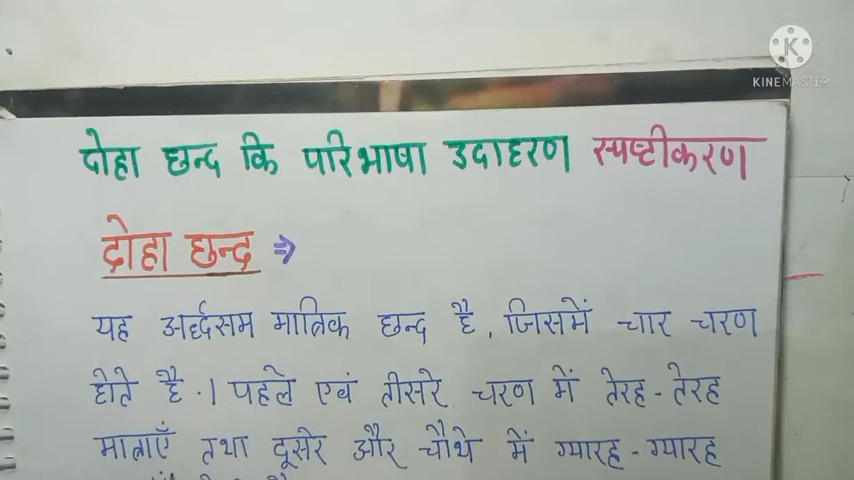 KINEMASTER
दोहा छन्द कि परिभाषा उदाहरण स्पष्टीकरण
दोहा छन्द ⇒
यह अर्द्धसम मात्रिक छन्द है, जिसमें चार चरण
होते है.। पहले एवं तीसरे चरण में तेरह-तेरह
मात्राएँ तथा दूसरे और चौथे में ग्यारह-ग्यारह